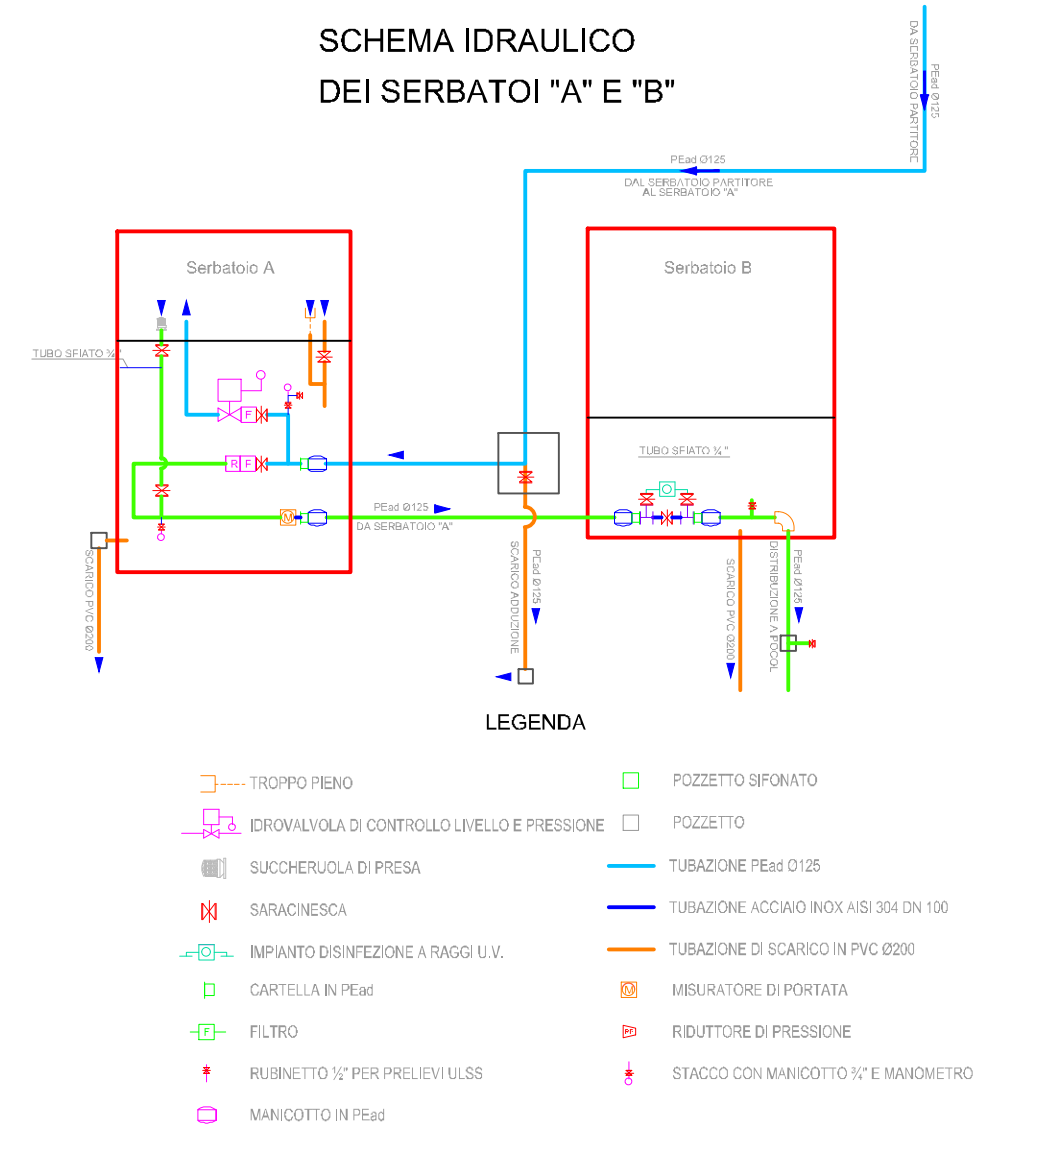 SCHEMA IDRAULICO
DEI SERBATOI "A" E "B"
DA SERBATOIO PARTITORE
PEad Ø125
PEad Ø125
DAL SERBATOIO PARTITORE
AL SERBATOIO "A"
Serbatoio A
Serbatoio B
TUBO SFIATO ¾"
F
R F
M
PEad Ø125
DA SERBATOIO "A"
TUBO SFIATO ¾"
SCARICO PVC Ø200
SCARICO ADDUZIONE
PEad Ø125
SCARICO PVC Ø200
DISTRIBUZIONE A POCOL
PEad Ø125
LEGENDA
TROPPO PIENO
IDROVALVOLA DI CONTROLLO LIVELLO E PRESSIONE
SUCCHERUOLA DI PRESA
SARACINESCA
IMPIANTO DISINFEZIONE A RAGGI U.V.
CARTELLA IN PEad
F FILTRO
RUBINETTO ½" PER PRELIEVI ULSS
MANICOTTO IN PEad
POZZETTO SIFONATO
POZZETTO
TUBAZIONE PEad Ø125
TUBAZIONE ACCIAIO INOX AISI 304 DN 100
TUBAZIONE DI SCARICO IN PVC Ø200
M MISURATORE DI PORTATA
PF RIDUTTORE DI PRESSIONE
STACCO CON MANICOTTO ¾" E MANOMETRO